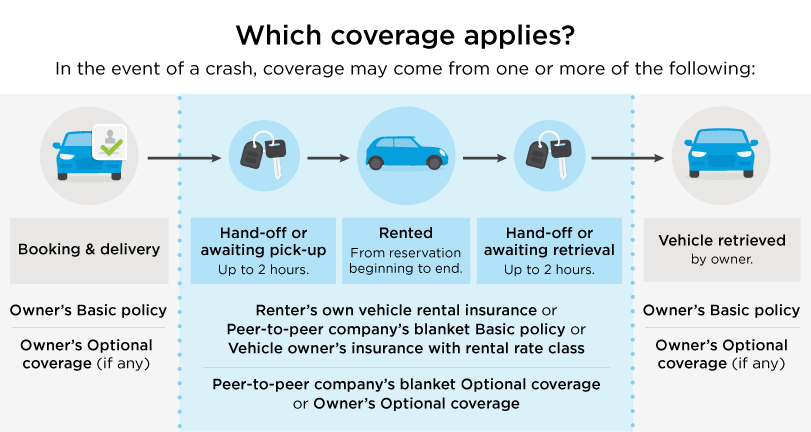 Which coverage applies?
In the event of a crash, coverage may come from one or more of the following:
Booking & delivery
Hand-off or
awaiting pick-up
Up to 2 hours.
Rented
From reservation
beginning to end.
Hand-off or
awaiting retrieval
Up to 2 hours.
Vehicle retrieved
by owner.
Owner's Basic policy
Owner's Optional
coverage (if any)
Renter's own vehicle rental insurance or
Peer-to-peer company's blanket Basic policy or
Vehicle owner's insurance with rental rate class
Peer-to-peer company's blanket Optional coverage
or Owner's Optional coverage
Owner's Basic policy
Owner's Optional
coverage (if any)